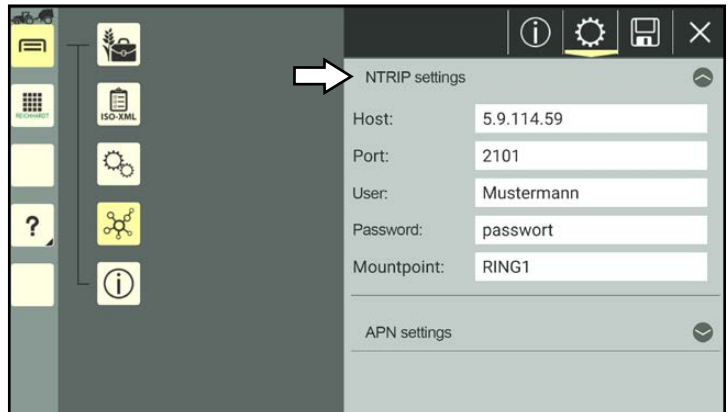 NTRIP settings
Host: 5.9.114.59
Port: 2101
User: Mustermann
Password: passwort
Mountpoint: RING1
APN settings
REICHHARDT
ISO-XML
?